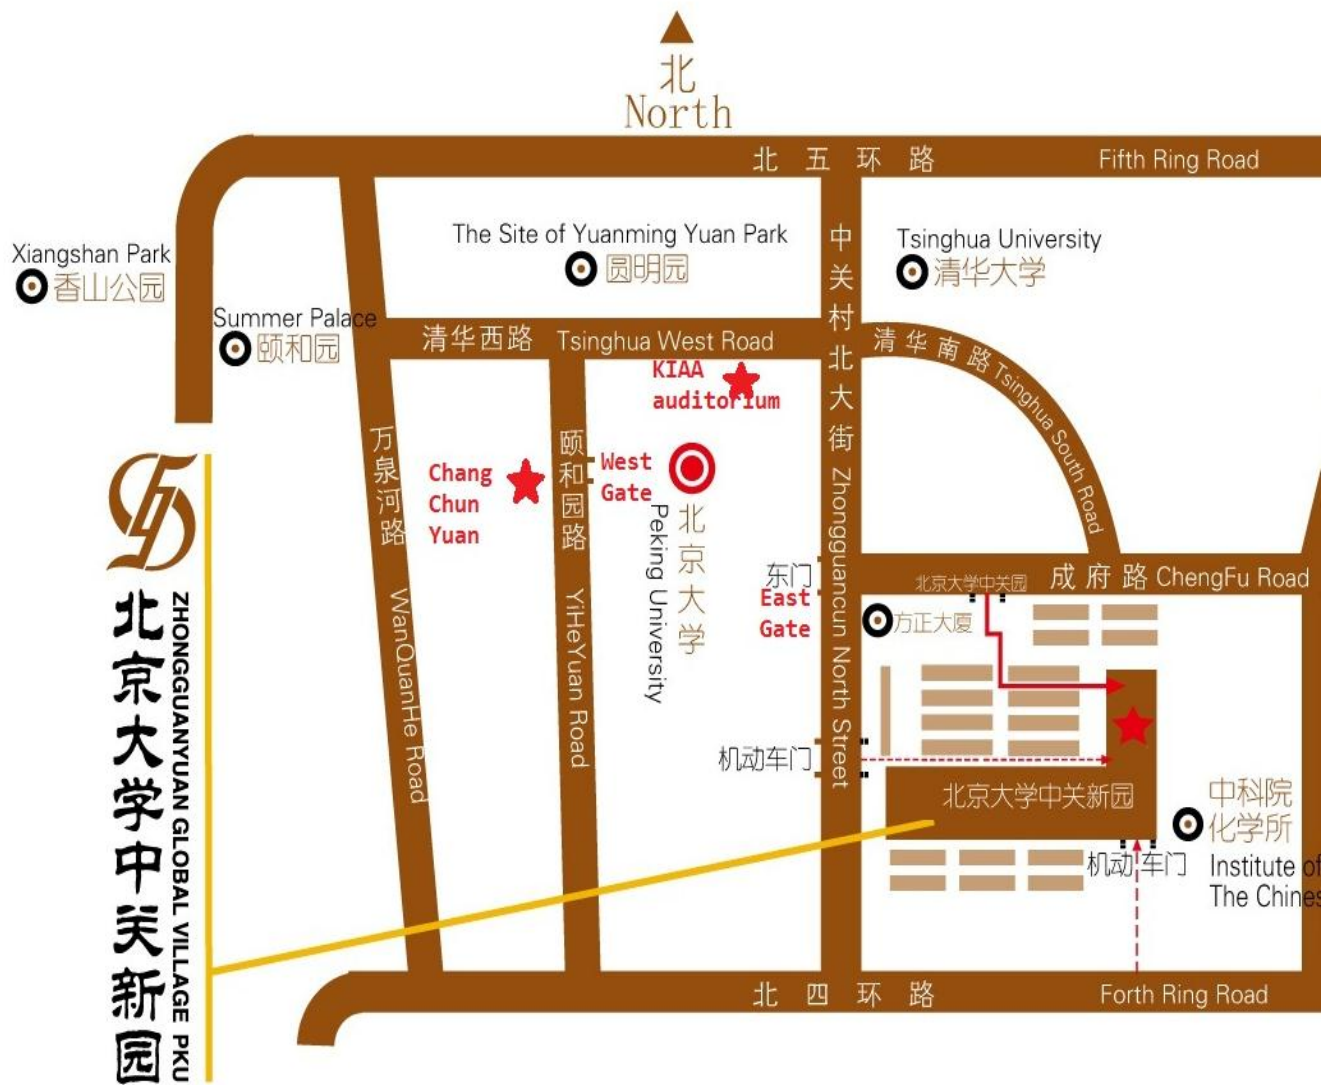 北
North
北五环路
Fifth Ring Road
Xiangshan Park
香山公园
The Site of Yuanming Yuan Park
圆明园
中关村北大街 Zhongguancun North Street
Tsinghua University
清华大学
Summer Palace
颐和园
清华西路 Tsinghua West Road
清华南路 Tsinghua South Road
KIAA
auditorium
万泉河路 WanQuanHe Road
颐和园路 YiHeYuan Road
Chang
Chun
Yuan
West
Gate
北京大学
Peking University
东门
East
Gate
北京大学中关园
成府路 ChengFu Road
方正大厦
机动车门
北京大学中关新园
中科院
化学所
机动车门
Institute of
The Chines
北四环路
Forth Ring Road
北京大学中关新园
ZHONGGUANYUAN GLOBAL VILLAGE PKU